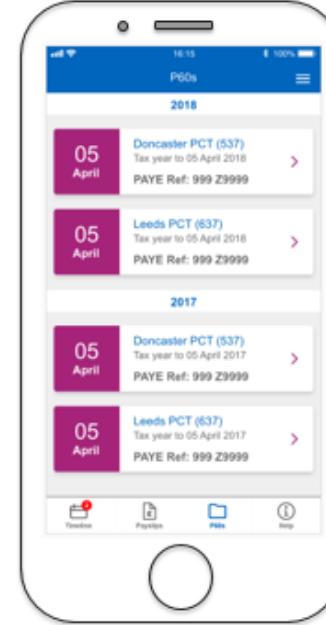 16:15
100%
P60s
2018
05
April
Doncaster PCT (537)
Tax year to 05 April 2018
PAYE Ref: 999 Z9999
05
April
Leeds PCT (637)
Tax year to 05 April 2018
PAYE Ref: 999 Z9999
2017
05
April
Doncaster PCT (537)
Tax year to 05 April 2017
PAYE Ref: 999 Z9999
05
April
Leeds PCT (637)
Tax year to 05 April 2017
PAYE Ref: 999 Z9999
Timeline
Payslips
P60s
Help